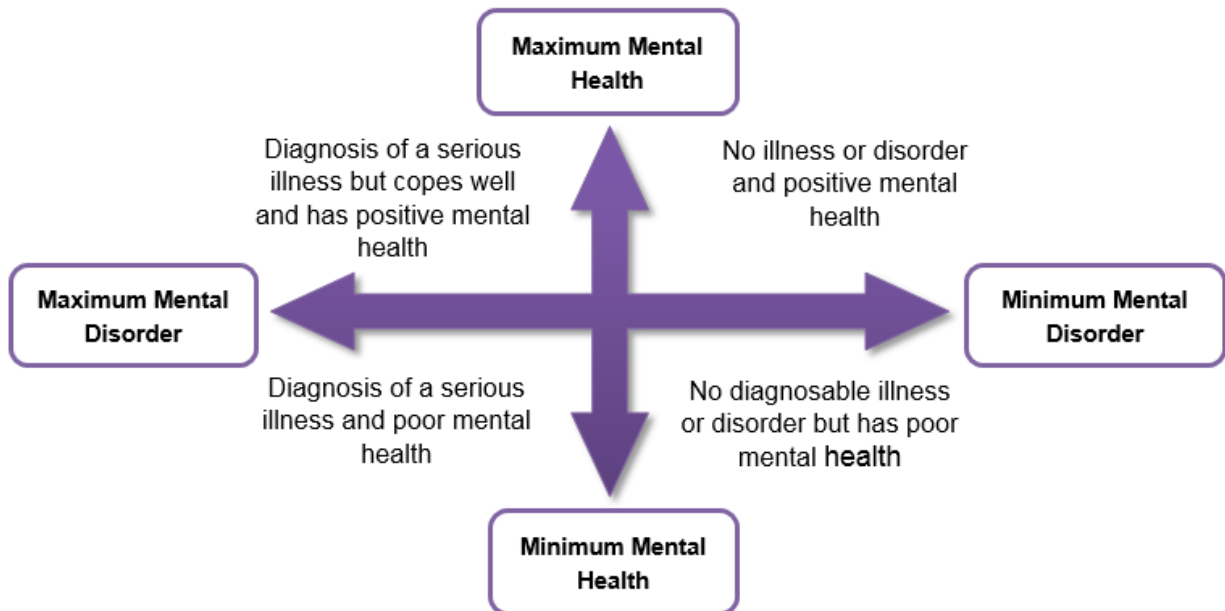 Maximum Mental
Health
Diagnosis of a serious
illness but copes well
and has positive mental
health
No illness or disorder
and positive mental
health
Maximum Mental
Disorder
Minimum Mental
Disorder
Diagnosis of a serious
illness and poor mental
health
No diagnosable illness
or disorder but has poor
mental health
Minimum Mental
Health